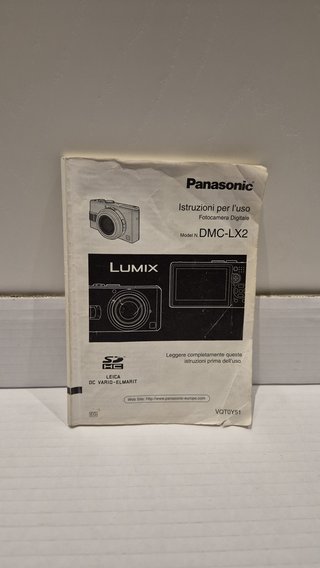 Panasonic
Istruzioni per l'uso
Fotocamera Digitale
Model N. DMC-LX2
LUMIX
SD
HC
LEICA
DC VARIO-ELMARIT
Leggere completamente queste
istruzioni prima dell'uso.
Web Site: http://www.panasonic-europe.com
VQT0Y51